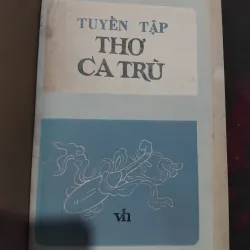 TUYỂN TẬP
THƠ
CA TRÙ
vh